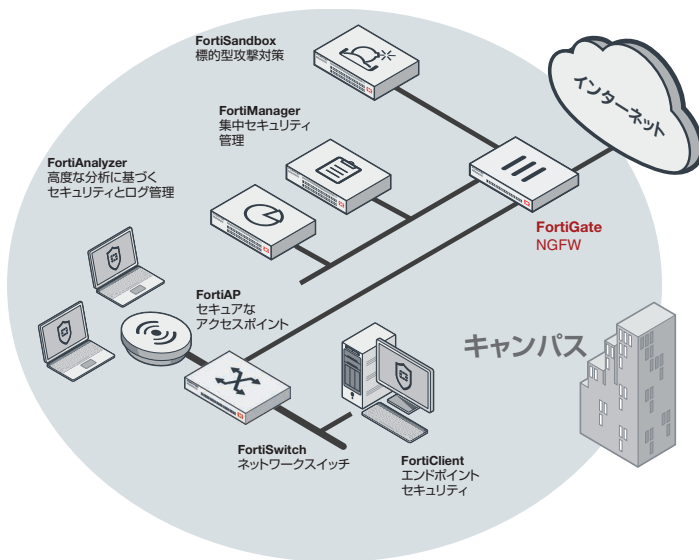 FortiSandbox
標的型攻撃対策
FortiManager
集中セキュリティ
管理
FortiAnalyzer
高度な分析に基づく
セキュリティとログ管理
インターネット
FortiGate
NGFW
FortiAP
セキュアな
アクセスポイント
キャンパス
FortiSwitch
ネットワークスイッチ
FortiClient
エンドポイント
セキュリティ